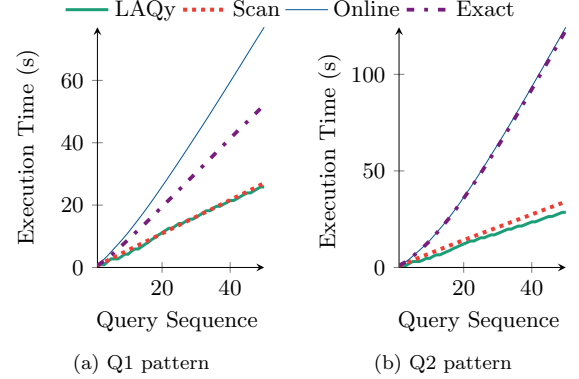 LAQy Scan Online Exact
60
40
20
0
20 40
Execution Time (s)
Query Sequence
(a) Q1 pattern
100
50
0
20 40
Execution Time (s)
Query Sequence
(b) Q2 pattern